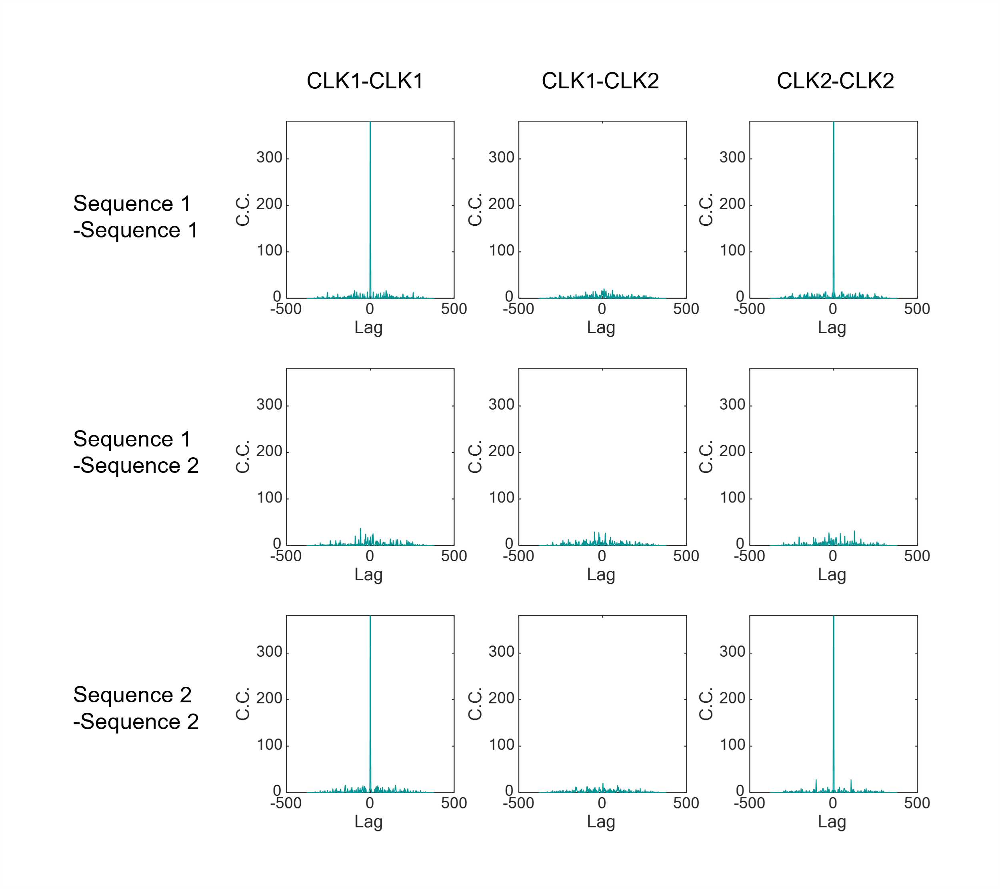 CLK1-CLK1 CLK1-CLK2 CLK2-CLK2
Sequence 1
-Sequence 1
C.C. 300 200 100 0
-500 0 500
Lag
C.C. 300 200 100 0
-500 0 500
Lag
C.C. 300 200 100 0
-500 0 500
Lag
Sequence 1
-Sequence 2
C.C. 300 200 100 0
-500 0 500
Lag
C.C. 300 200 100 0
-500 0 500
Lag
C.C. 300 200 100 0
-500 0 500
Lag
Sequence 2
-Sequence 2
C.C. 300 200 100 0
-500 0 500
Lag
C.C. 300 200 100 0
-500 0 500
Lag
C.C. 300 200 100 0
-500 0 500
Lag